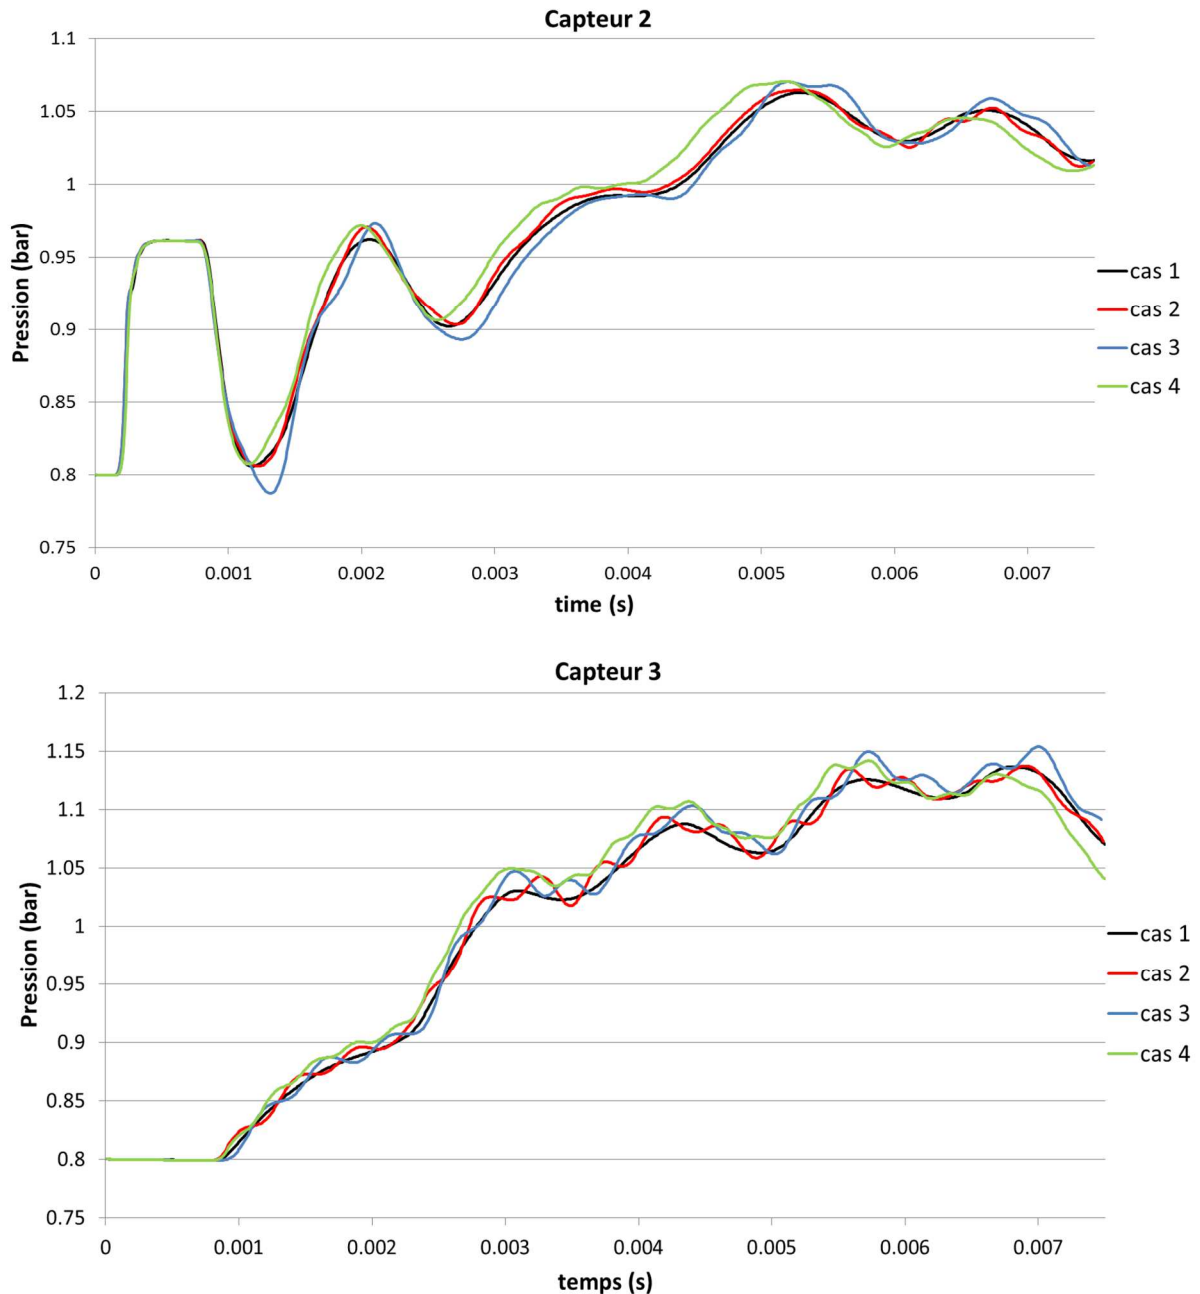 Capteur 2
Pression (bar)
1.1
1.05
1
0.95
0.9
0.85
0.8
0.75
0 0.001 0.002 0.003 0.004 0.005 0.006 0.007
time (s)
cas 1
cas 2
cas 3
cas 4
Capteur 3
Pression (bar)
1.2
1.15
1.1
1.05
1
0.95
0.9
0.85
0.8
0.75
0 0.001 0.002 0.003 0.004 0.005 0.006 0.007
temps (s)
cas 1
cas 2
cas 3
cas 4